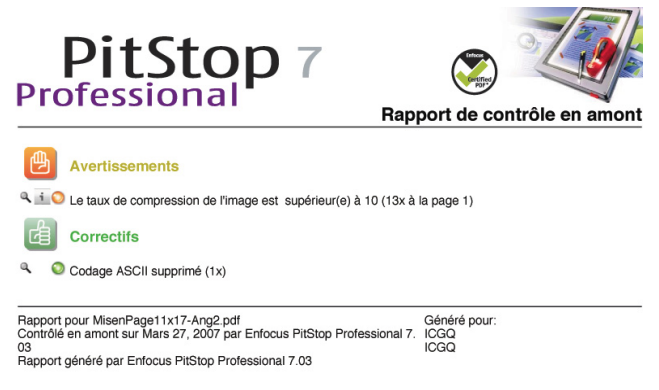 PitStop 7
Professional
Enfocus
Certified
PDF
Rapport de contrôle en amont
Avertissements
Le taux de compression de l'image est supérieur(e) à 10 (13x à la page 1)
Correctifs
Codage ASCII supprimé (1x)
Rapport pour MisenPage11x17-Ang2.pdf
Contrôlé en amont sur Mars 27, 2007 par Enfocus PitStop Professional 7.
03
Rapport généré par Enfocus PitStop Professional 7.03
Généré pour:
ICGQ
ICGQ